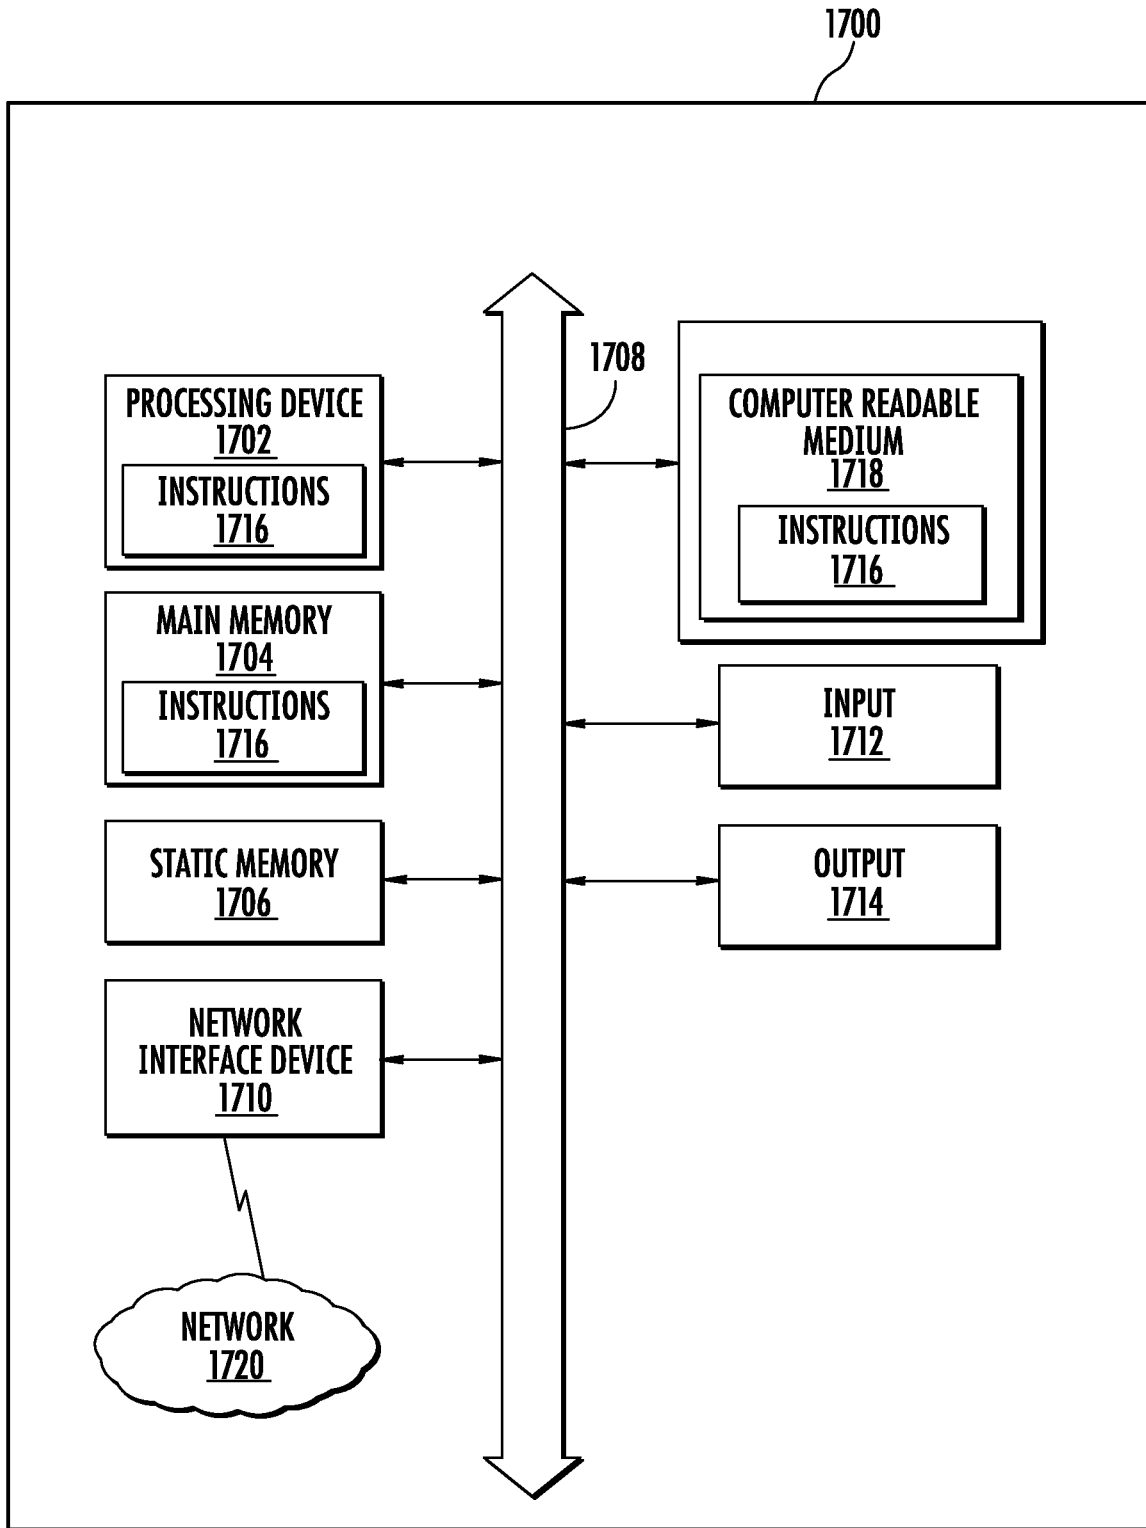 1700
1708
PROCESSING DEVICE
1702
INSTRUCTIONS
1716
MAIN MEMORY
1704
INSTRUCTIONS
1716
STATIC MEMORY
1706
NETWORK
INTERFACE DEVICE
1710
NETWORK
1720
COMPUTER READABLE
MEDIUM
1718
INSTRUCTIONS
1716
INPUT
1712
OUTPUT
1714